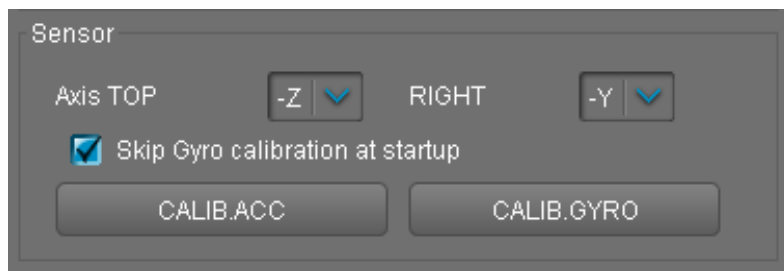 Sensor
Axis TOP -Z RIGHT -Y
Skip Gyro calibration at startup
CALIB.ACC CALIB.GYRO